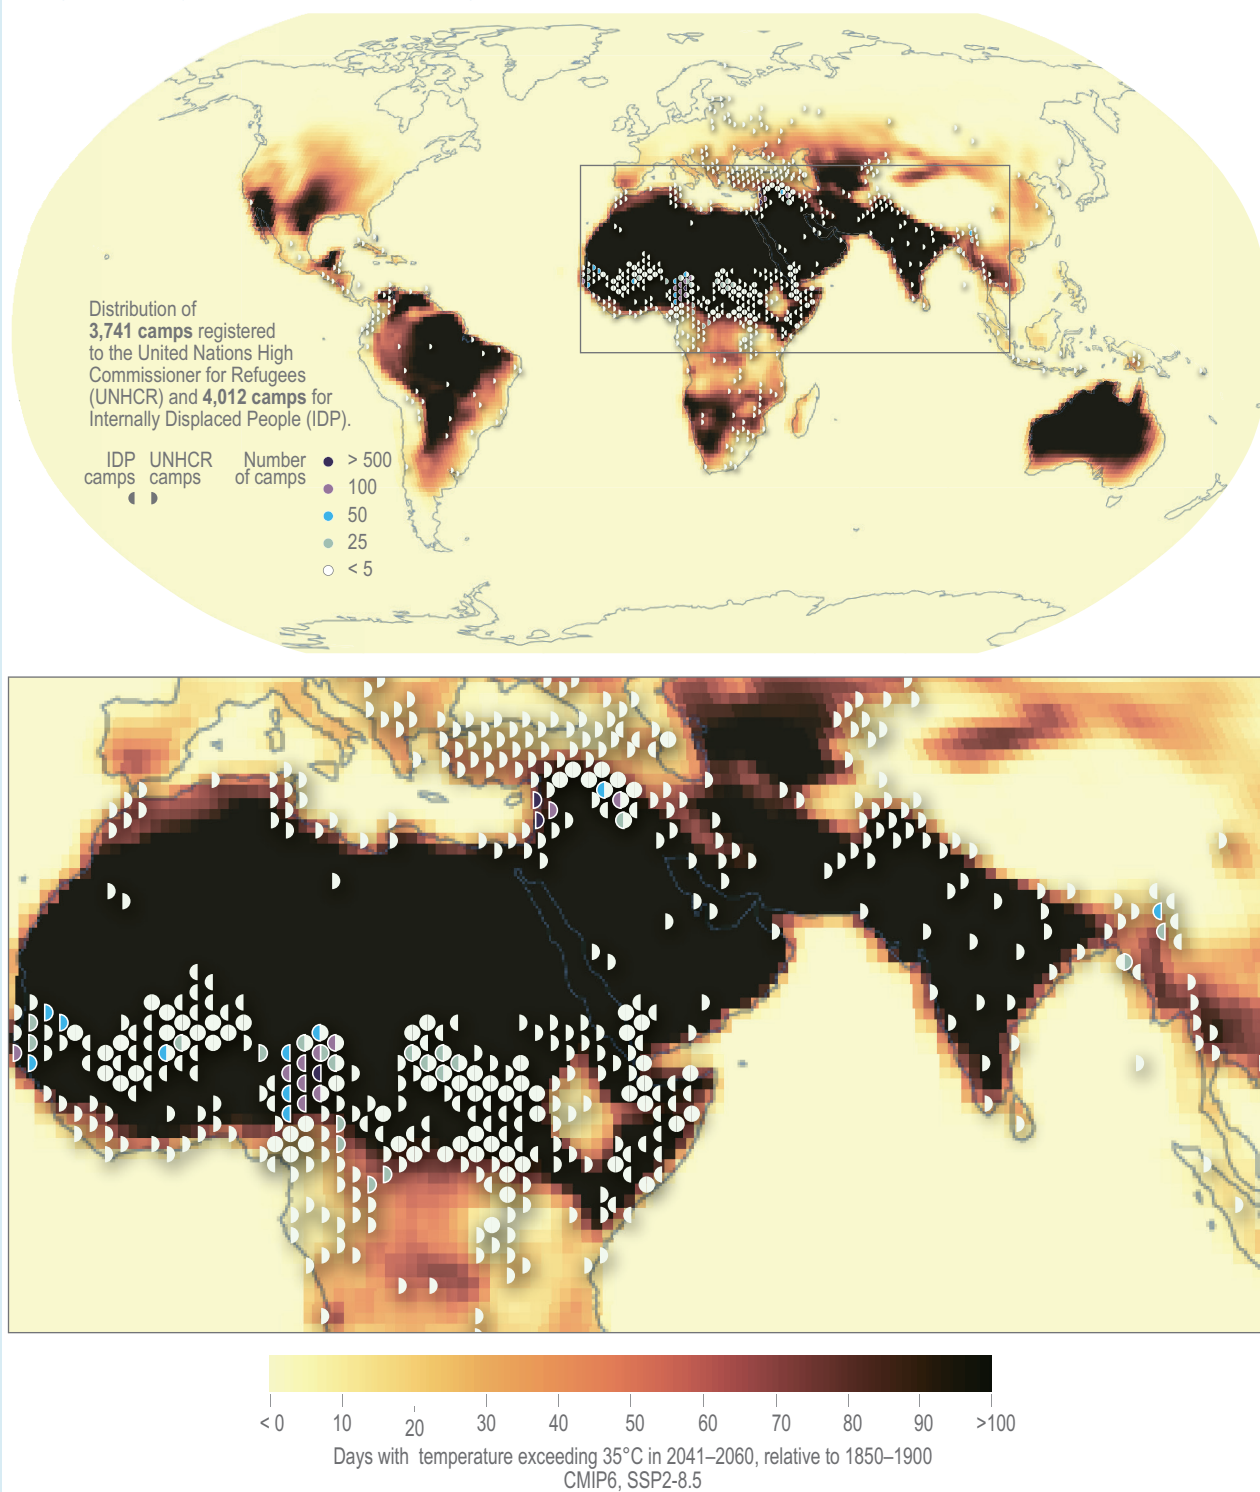 Distribution of
3,741 camps registered
to the United Nations High
Commissioner for Refugees
(UNHCR) and 4,012 camps for
Internally Displaced People (IDP).
IDP camps
UNHCR camps
Number of camps
> 500
100
50
25
< 5
< 0 10 20 30 40 50 60 70 80 90 >100
Days with temperature exceeding 35°C in 2041–2060, relative to 1850–1900
CMIP6, SSP2-8.5